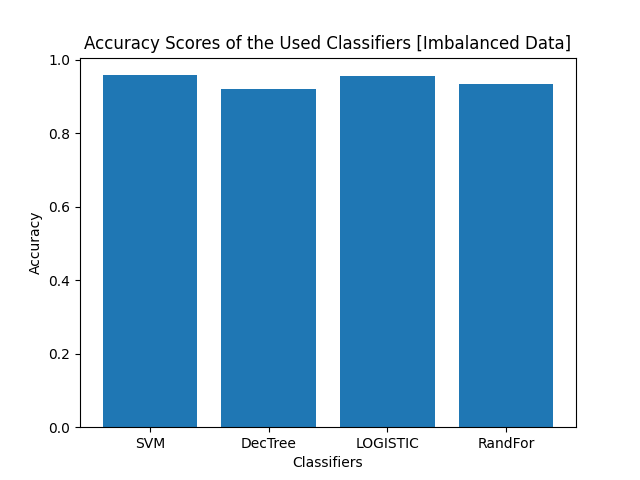 Accuracy Scores of the Used Classifiers [Imbalanced Data]
1.0
0.8
0.6
0.4
0.2
0.0
Accuracy
SVM DecTree LOGISTIC RandFor
Classifiers